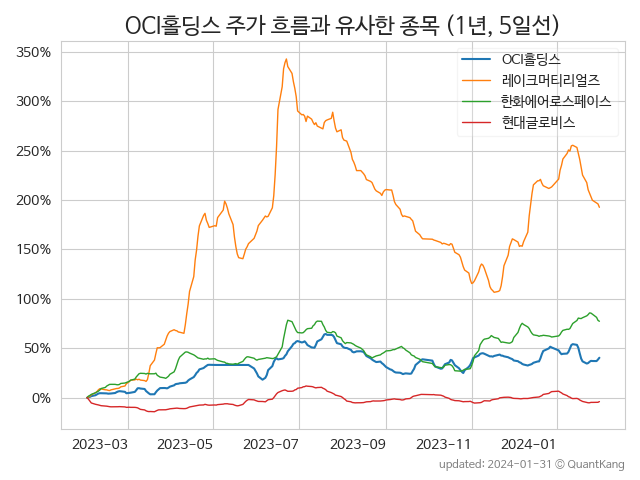 OCI홀딩스 주가 흐름과 유사한 종목 (1년, 5일선)
350%
300%
250%
200%
150%
100%
50%
0%
OCI홀딩스
레이크머티리얼즈
한화에어로스페이스
현대글로비스
2023-03 2023-05 2023-07 2023-09 2023-11 2024-01
updated: 2024-01-31 © QuantKang